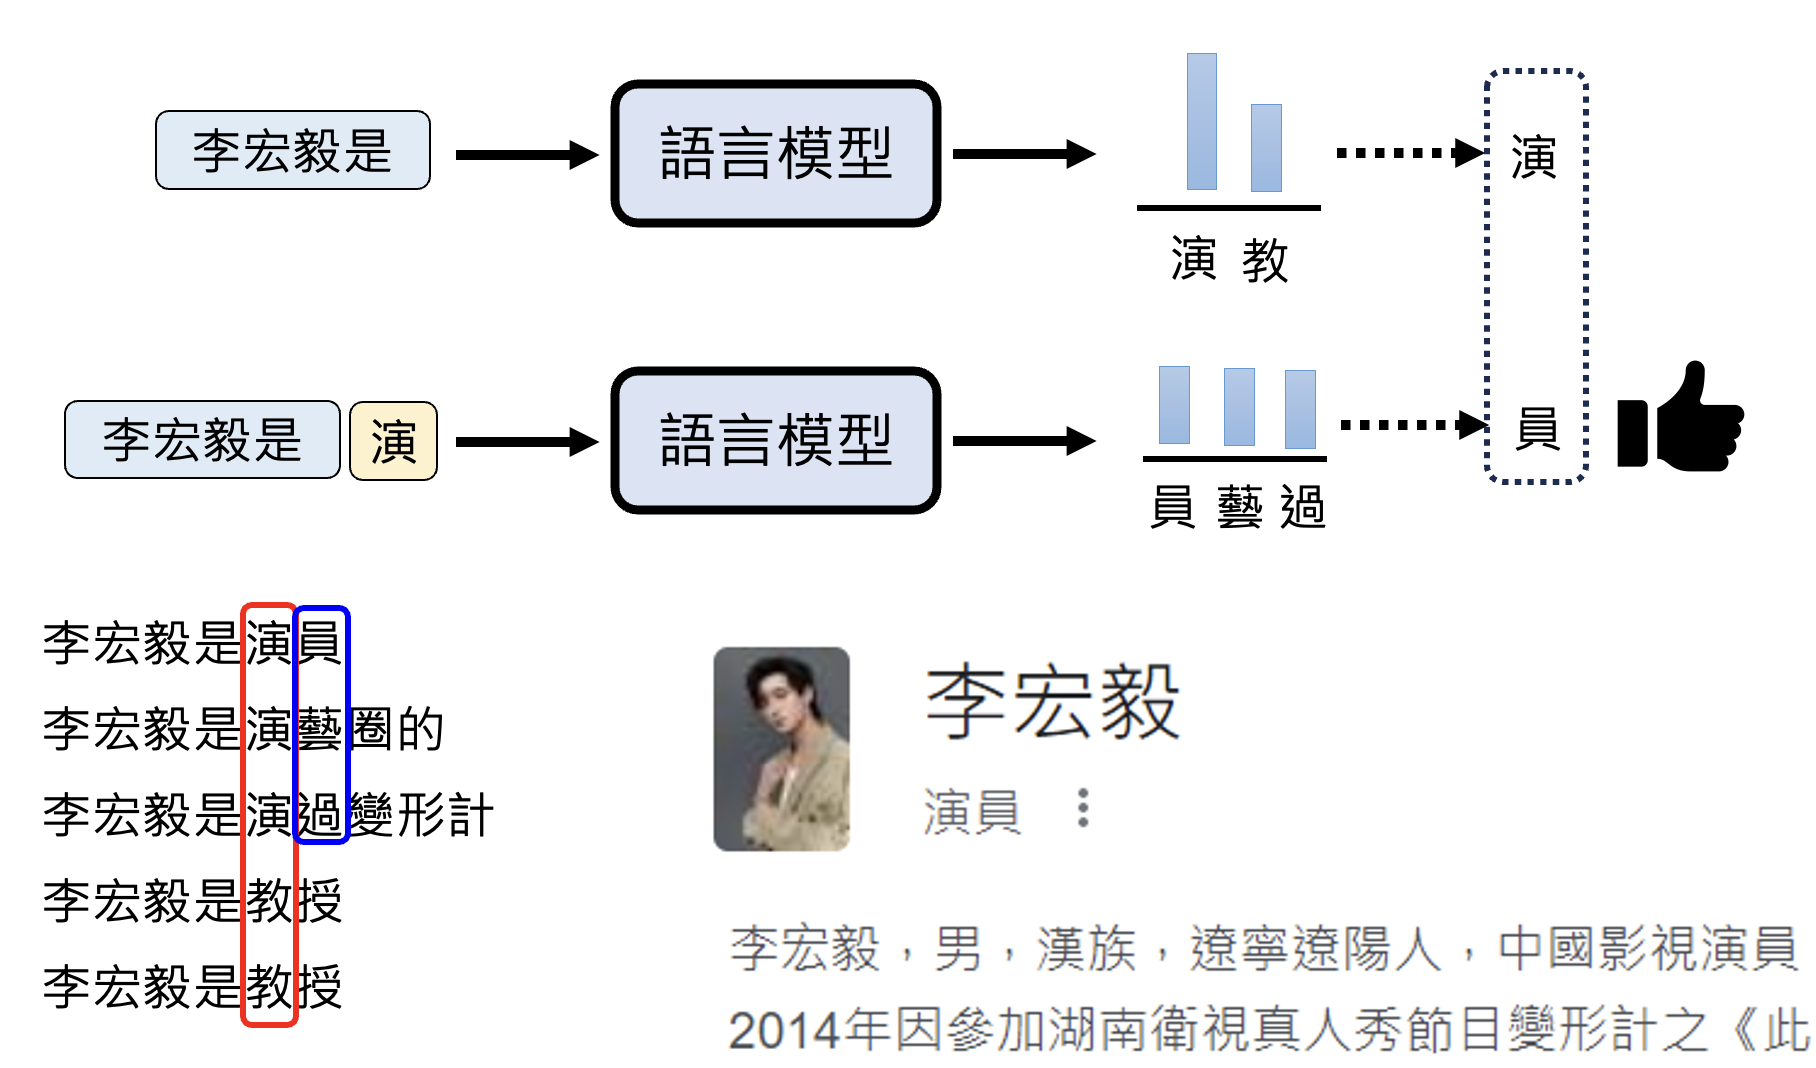 李宏毅是 語言模型 演
演 教
李宏毅是 演 語言模型 員
員 藝 過
李宏毅是演員
李宏毅是演藝圈的
李宏毅是演過變形計
李宏毅是教授
李宏毅是教授
李宏毅
演員
李宏毅，男，漢族，遼寧遼陽人，中國影視演員
2014年因參加湖南衛視真人秀節目變形計之《此